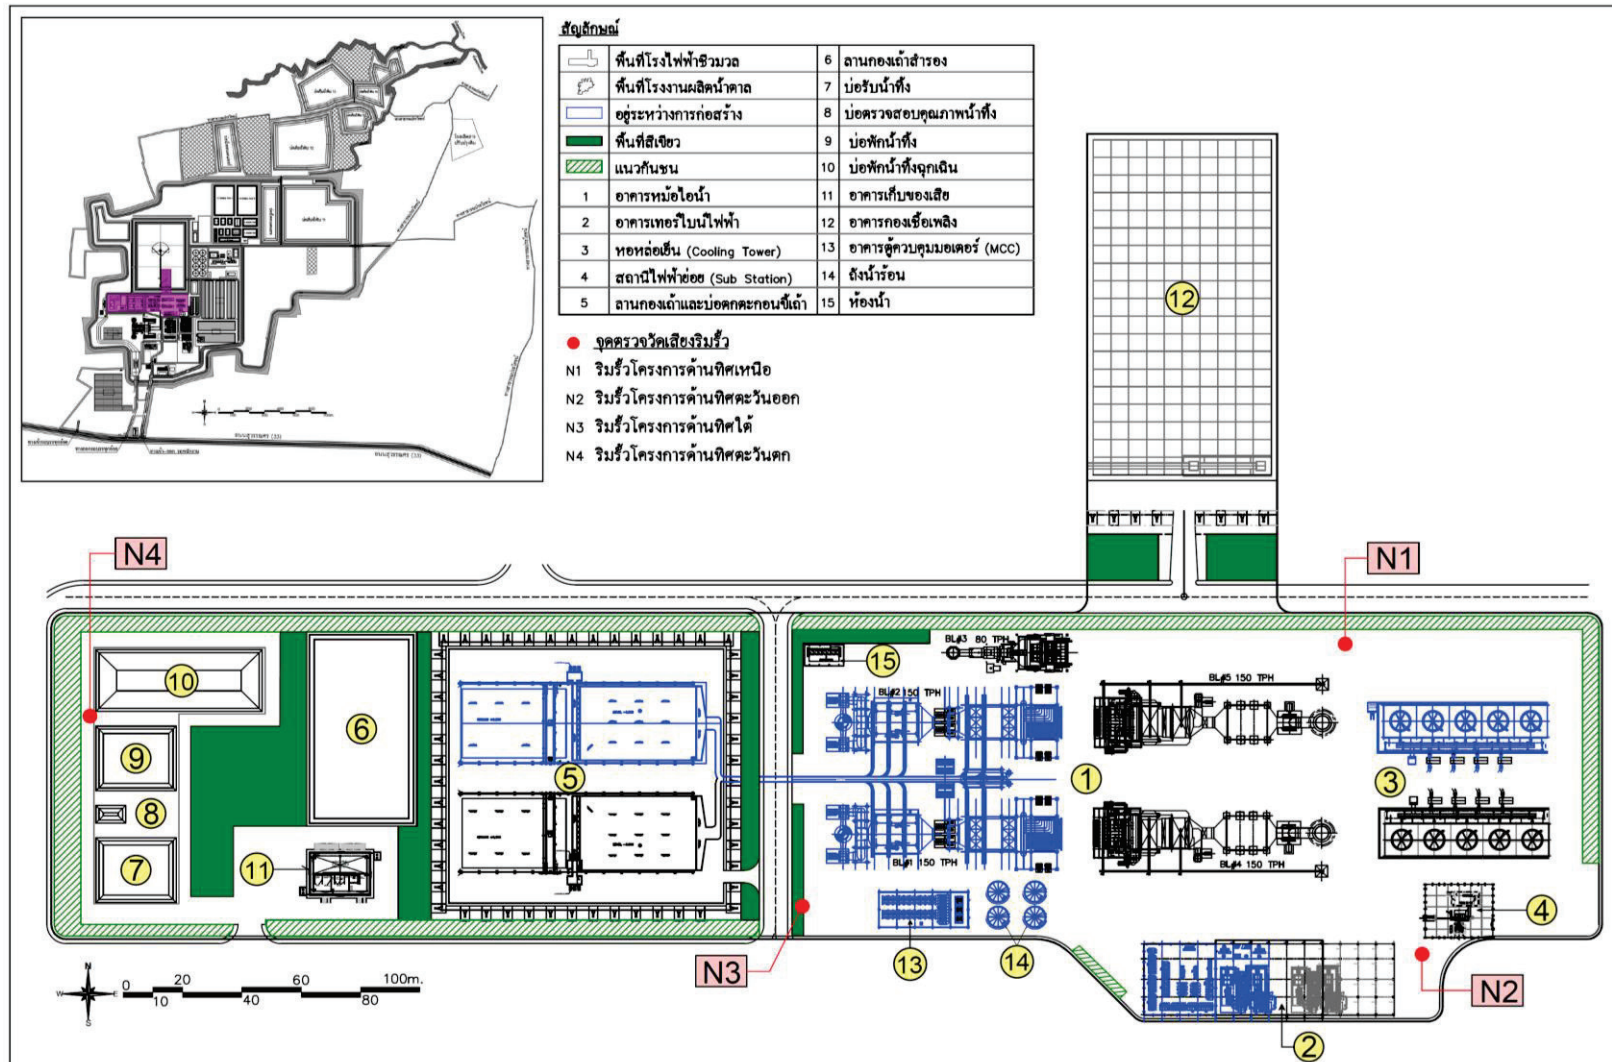 สัญลักษณ์
พื้นที่โรงไฟฟ้าชีวมวล
พื้นที่โรงงานผลิตน้ำตาล
อยู่ระหว่างการก่อสร้าง
พื้นที่สีเขียว
แนวกันชน
1 อาคารหม้อไอน้ำ
2 อาคารเทอร์ไบน์ไฟฟ้า
3 หอหล่อเย็น (Cooling Tower)
4 สถานีไฟฟ้าย่อย (Sub Station)
5 ลานกองเถ้าและบ่อตกตะกอนขี้เถ้า
6 ลานกองเถ้าสำรอง
7 บ่อรับน้ำทิ้ง
8 บ่อตรวจสอบคุณภาพน้ำทิ้ง
9 บ่อพักน้ำทิ้ง
10 บ่อพักน้ำทิ้งฉุกเฉิน
11 อาคารเก็บของเสีย
12 อาคารกองเชื้อเพลิง
13 อาคารตู้ควบคุมมอเตอร์ (MCC)
14 ถังน้ำร้อน
15 ห้องน้ำ
จุดตรวจวัดเสียงริมรั้ว
N1 ริมรั้วโครงการด้านทิศเหนือ
N2 ริมรั้วโครงการด้านทิศตะวันออก
N3 ริมรั้วโครงการด้านทิศใต้
N4 ริมรั้วโครงการด้านทิศตะวันตก
12
N4
N1
BL#3 80 TPH
15
10
BL#5 150 TPH
BL#2 150 TPH
6
9
5
1
3
8
7
11
BL#1 150 TPH
BL#4 150 TPH
4
13
14
N3
N2
2
N
W E
S
0 20 60 100m.
10 40 80